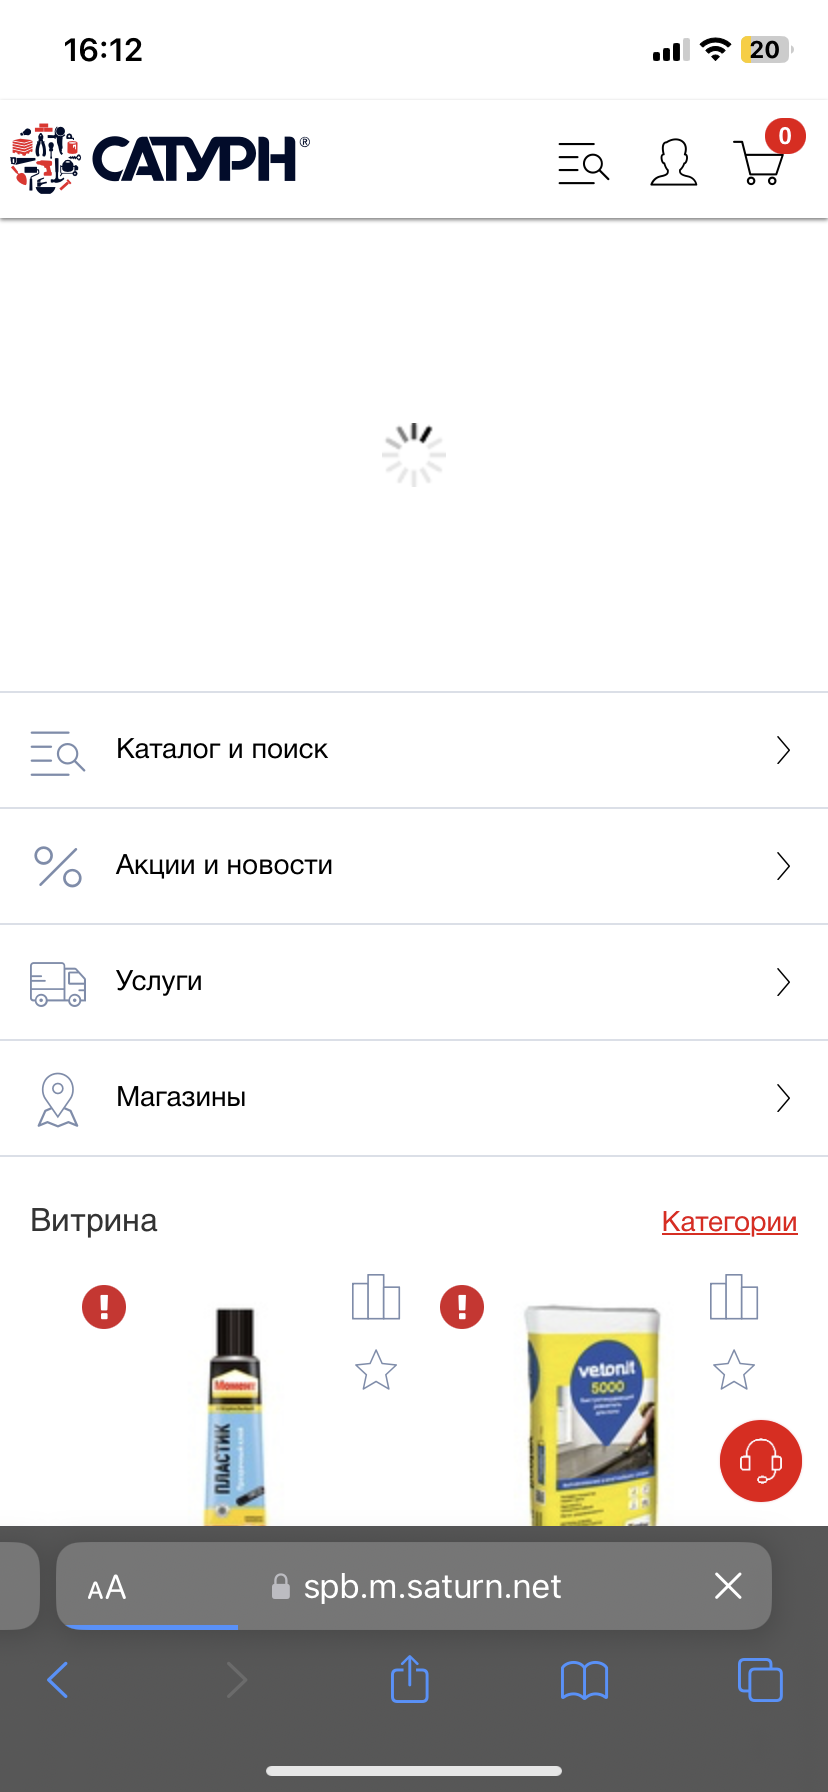 16:12
20
САТУРН®
0
Каталог и поиск
Акции и новости
Услуги
Магазины
Витрина
Категории
!
!
Момент
ПЛАСТИК
vetonit
5000
AA
spb.m.saturn.net